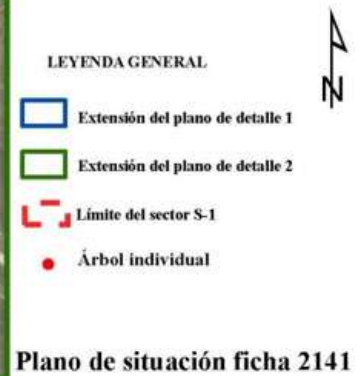 N
LEYENDA GENERAL
Extensión del plano de detalle 1
Extensión del plano de detalle 2
Límite del sector S-1
Árbol individual
Plano de situación ficha 2141